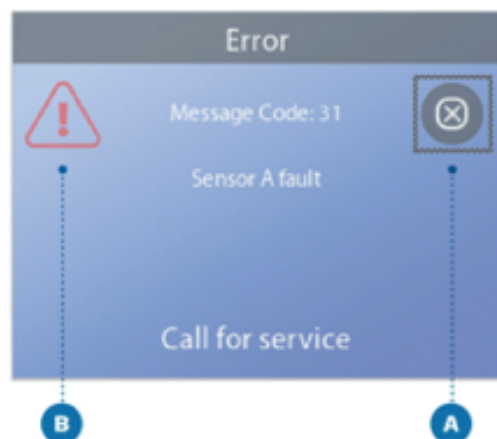 Error
Message Code: 31
Sensor A fault
Call for service
B
A